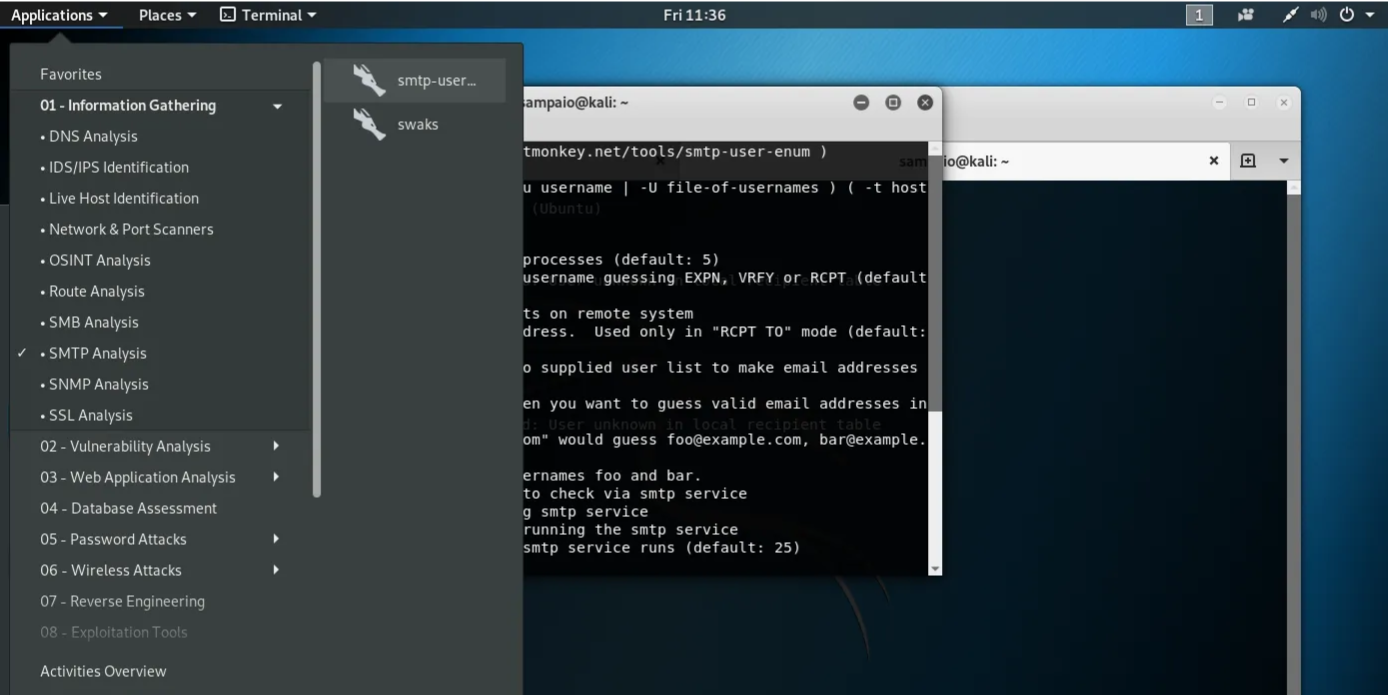 Applications Places Terminal Fri 11:36 1
Favorites
01 - Information Gathering
• DNS Analysis
• IDS/IPS Identification
• Live Host Identification
• Network & Port Scanners
• OSINT Analysis
• Route Analysis
• SMB Analysis
✓ • SMTP Analysis
• SNMP Analysis
• SSL Analysis
02 - Vulnerability Analysis
03 - Web Application Analysis
04 - Database Assessment
05 - Password Attacks
06 - Wireless Attacks
07 - Reverse Engineering
08 - Exploitation Tools
Activities Overview
smtp-user...
swaks
sampaio@kali: ~
tmonkey.net/tools/smtp-user-enum )
u username | -U file-of-usernames ) ( -t host
(Ubuntu)
processes (default: 5)
username guessing EXPN, VRFY or RCPT (default
ts on remote system
dress.  Used only in "RCPT TO" mode (default:
o supplied user list to make email addresses
en you want to guess valid email addresses in
d: User unknown in local recipient table
om" would guess foo@example.com, bar@example.
ernames foo and bar.
to check via smtp service
g smtp service
running the smtp service
smtp service runs (default: 25)
sampaio@kali: ~